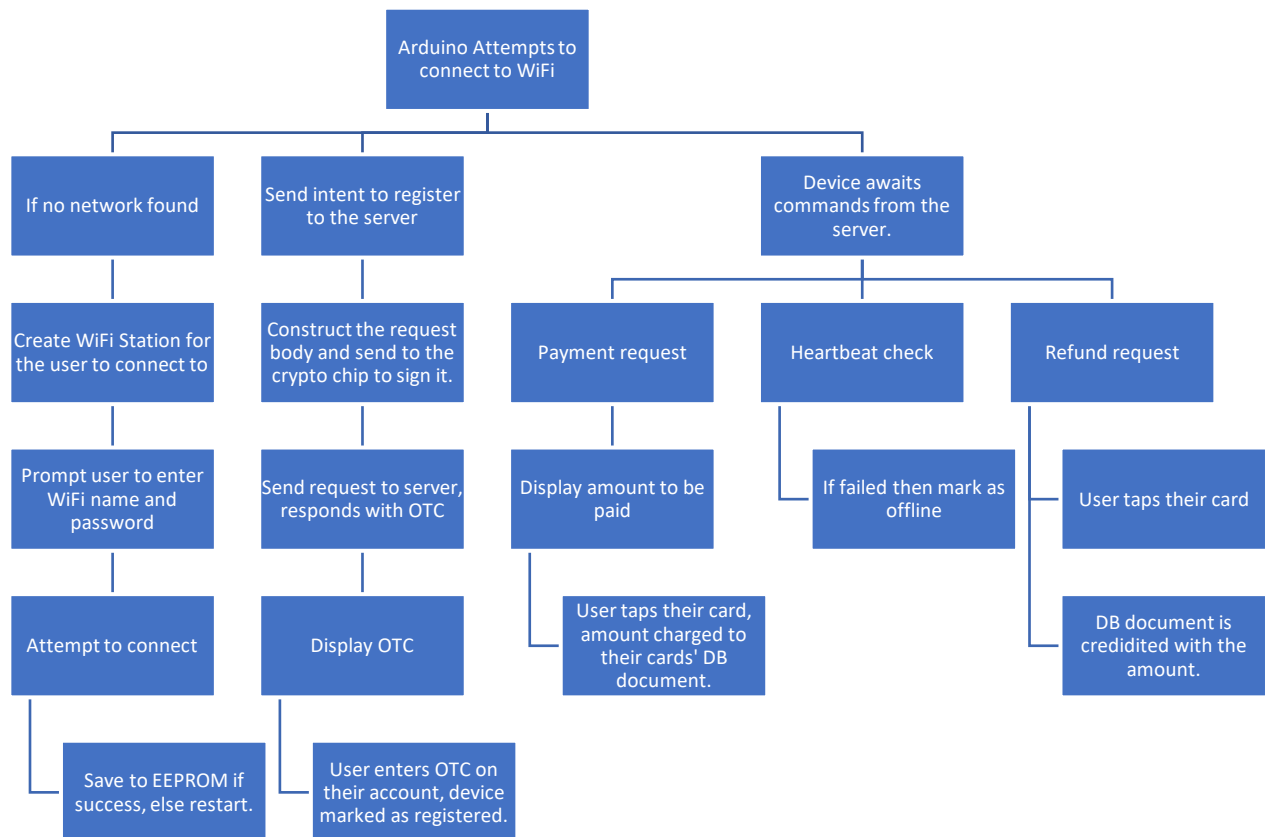 Arduino Attempts to
connect to WiFi
If no network found
Send intent to register
to the server
Device awaits
commands from the
server.
Create WiFi Station for
the user to connect to
Construct the request
body and send to the
crypto chip to sign it.
Payment request
Heartbeat check
Refund request
Prompt user to enter
WiFi name and
password
Send request to server,
responds with OTC
Display amount to be
paid
If failed then mark as
offline
User taps their card
Attempt to connect
Display OTC
User taps their card,
amount charged to
their cards' DB
document.
DB document is
credidited with the
amount.
Save to EEPROM if
success, else restart.
User enters OTC on
their account, device
marked as registered.